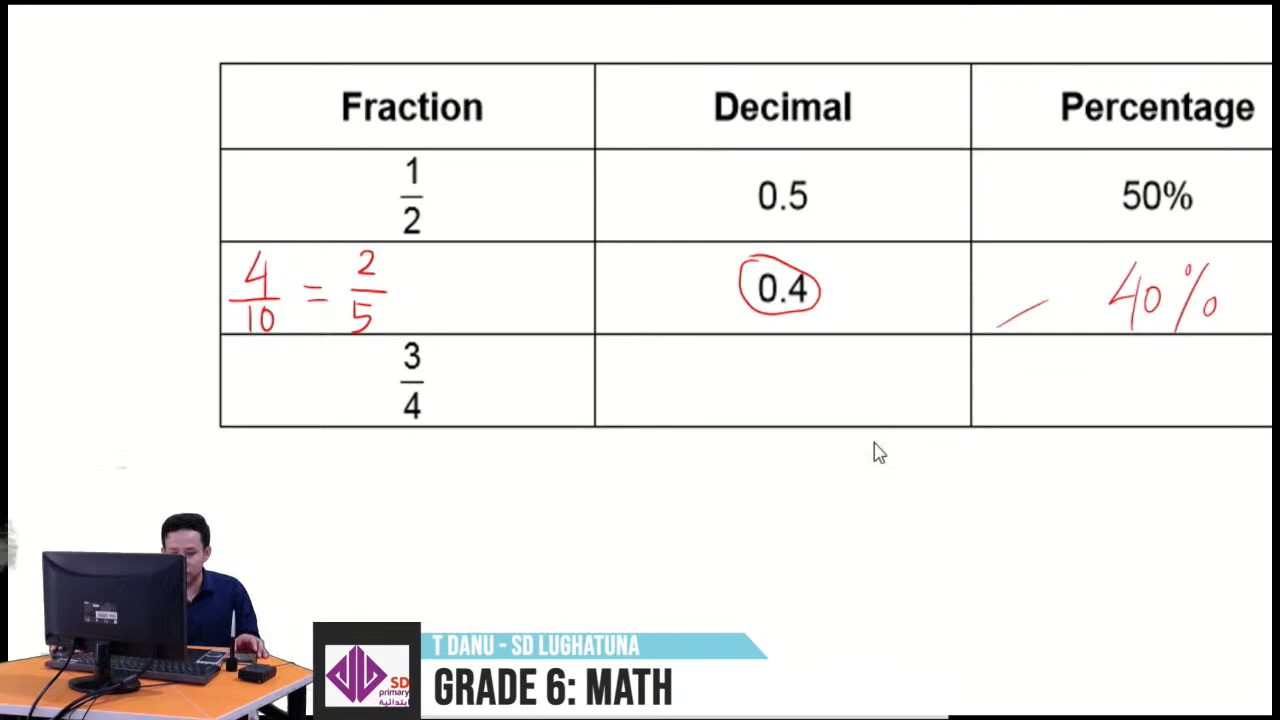 Fraction Decimal Percentage
1/2 0.5 50%
4/10 = 2/5 0.4 40%
3/4
T DANU - SD LUGHATUNA
GRADE 6: MATH
SD
primary
ابتدائية